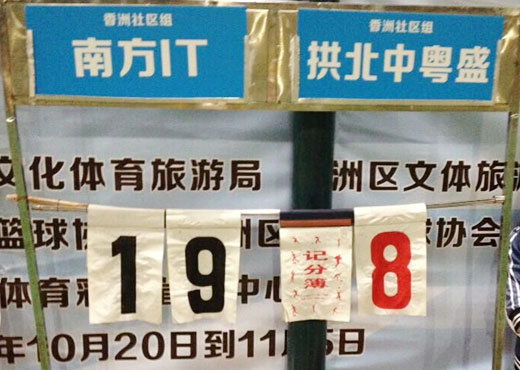 香洲社区组
南方IT
香洲社区组
拱北中粤盛
文化体育旅游局
洲区文体旅
篮球协
洲区
球协会
19
记分簿
8
体育彩
中心
年10月20日到11月5日